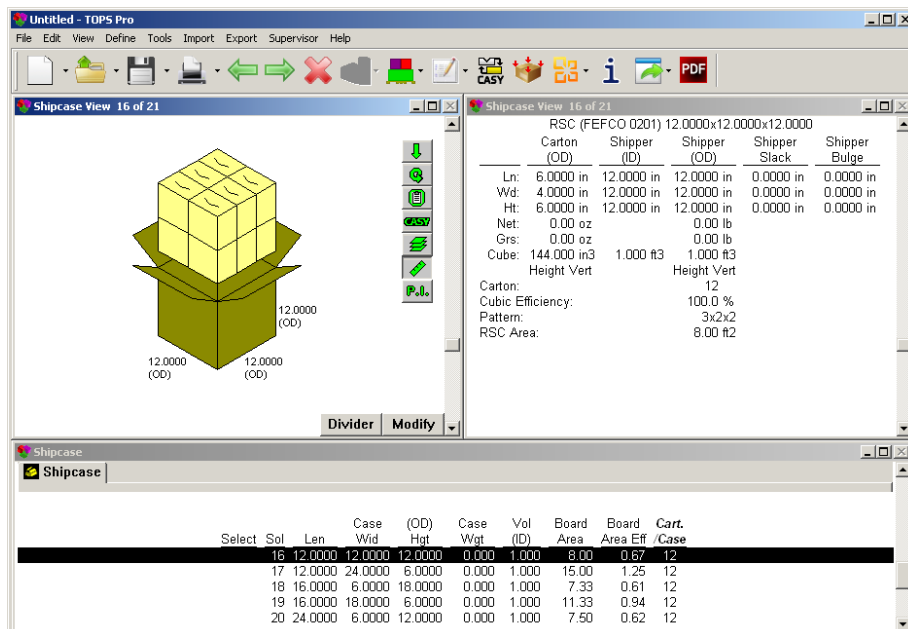 Untitled - TOPS Pro
File Edit View Define Tools Import Export Supervisor Help
CASY i PDF
Shipcase View 16 of 21
CASY
P.I.
12.0000
(OD)
12.0000
(OD)
12.0000
(OD)
Divider Modify
Shipcase View 16 of 21
RSC (FEFCO 0201) 12.0000x12.0000x12.0000
Carton Shipper Shipper Shipper Shipper
(OD) (ID) (OD) Slack Bulge
Ln: 6.0000 in 12.0000 in 12.0000 in 0.0000 in 0.0000 in
Wd: 4.0000 in 12.0000 in 12.0000 in 0.0000 in 0.0000 in
Ht: 6.0000 in 12.0000 in 12.0000 in 0.0000 in 0.0000 in
Net: 0.00 oz 0.00 lb
Grs: 0.00 oz 0.00 lb
Cube: 144.000 in3 1.000 ft3 1.000 ft3
Height Vert Height Vert
Carton: 12
Cubic Efficiency: 100.0 %
Pattern: 3x2x2
RSC Area: 8.00 ft2
Shipcase
Shipcase
Case (OD) Case Vol Board Board Cart.
Select Sol Len Wid Hgt Wgt (ID) Area Area Eff /Case
16 12.0000 12.0000 12.0000 0.000 1.000 8.00 0.67 12
17 12.0000 24.0000 6.0000 0.000 1.000 15.00 1.25 12
18 16.0000 6.0000 18.0000 0.000 1.000 7.33 0.61 12
19 16.0000 18.0000 6.0000 0.000 1.000 11.33 0.94 12
20 24.0000 6.0000 12.0000 0.000 1.000 7.50 0.62 12